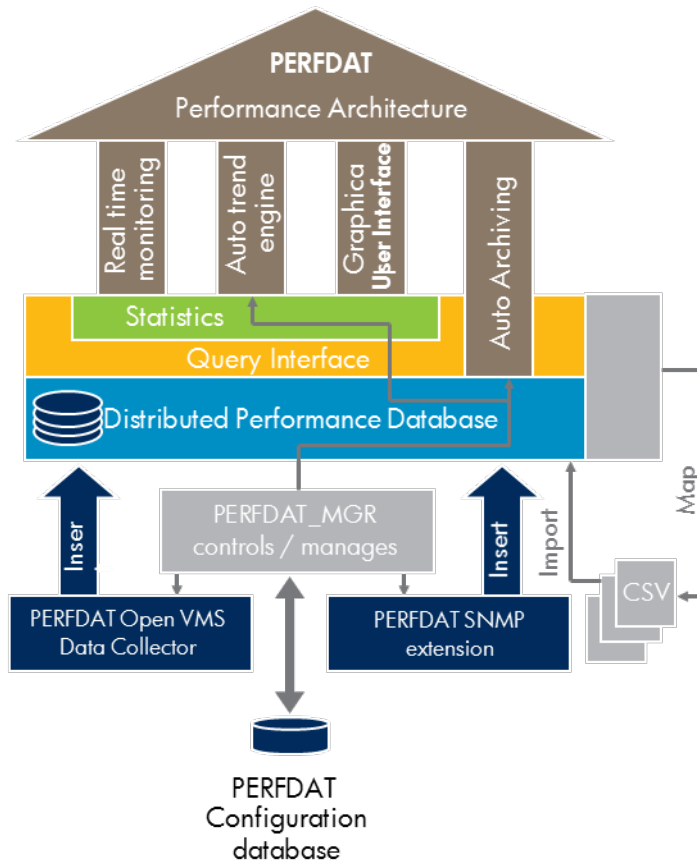 PERFDAT
Performance Architecture
Real time
monitoring
Auto trend
engine
Graphica
User Interface
Auto Archiving
Statistics
Query Interface
Distributed Performance Database
Inser
PERFDAT_MGR
controls / manages
Insert
Import
Map
CSV
PERFDAT Open VMS
Data Collector
PERFDAT SNMP
extension
PERFDAT
Configuration
database